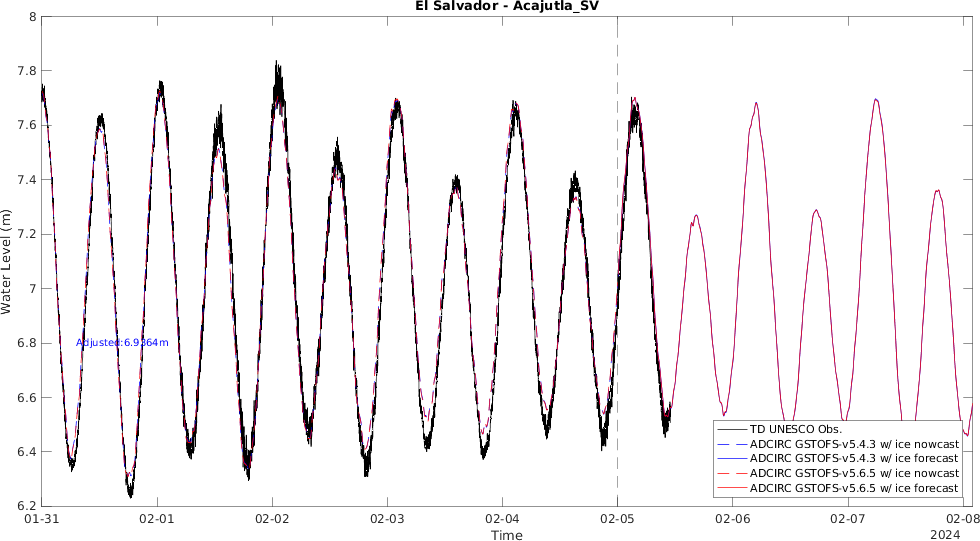 El Salvador - Acajutla_SV
8
7.8
7.6
7.4
7.2
7
6.8
6.6
6.4
6.2
Water Level (m)
Adjusted:6.9364m
TD UNESCO Obs.
ADCIRC GSTOFS-v5.4.3 w/ ice nowcast
ADCIRC GSTOFS-v5.4.3 w/ ice forecast
ADCIRC GSTOFS-v5.6.5 w/ ice nowcast
ADCIRC GSTOFS-v5.6.5 w/ ice forecast
01-31 02-01 02-02 02-03 02-04 02-05 02-06 02-07 02-08
Time
2024